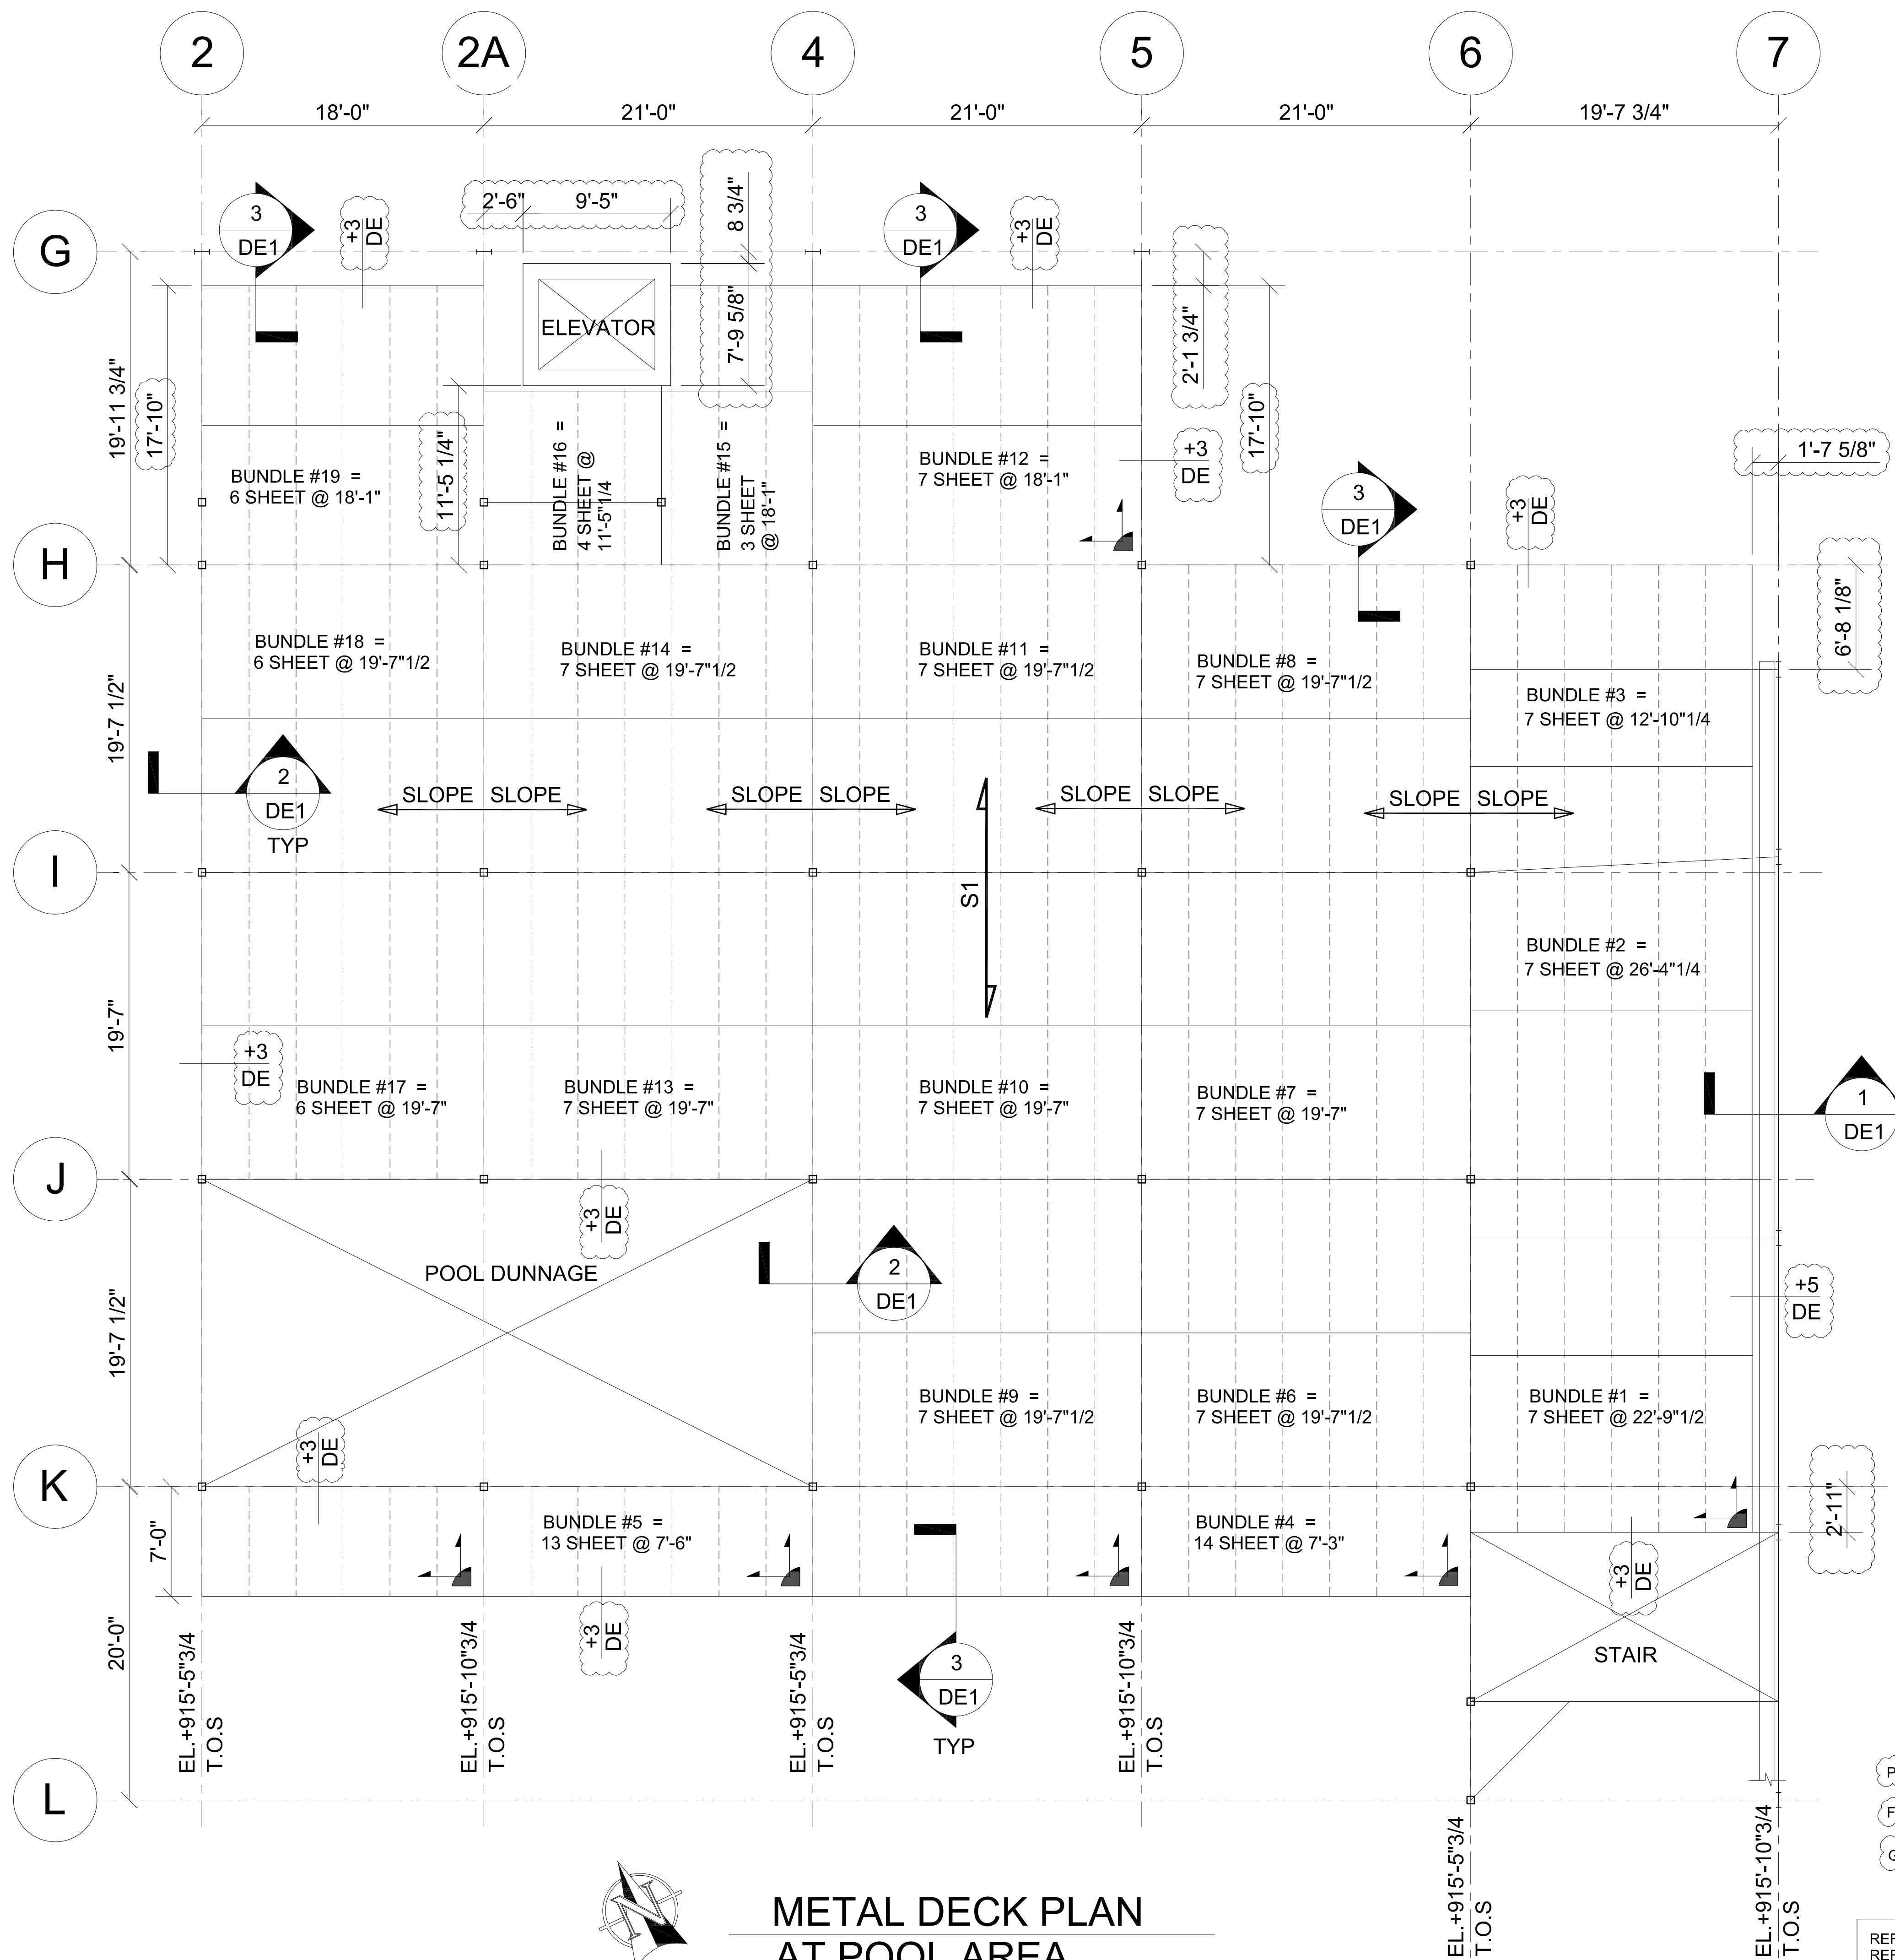 2
2A
4
5
6
7
18'-0"
21'-0"
21'-0"
21'-0"
19'-7 3/4"
2'-6"
9'-5"
8 3/4"
3
DE1
+3
DE
3
DE1
+3
DE
G
7'-9 5/8"
2'-1 3/4"
ELEVATOR
19'-11 3/4"
17'-10"
17'-10"
11'-5 1/4"
BUNDLE #19 =
6 SHEET @ 18'-1"
BUNDLE #16 =
4 SHEET @
11'-5"1/4
BUNDLE #15 =
3 SHEET
@ 18'-1"
BUNDLE #12 =
7 SHEET @ 18'-1"
+3
DE
1'-7 5/8"
3
DE1
+3
DE
H
6'-8 1/8"
BUNDLE #18 =
6 SHEET @ 19'-7"1/2
BUNDLE #14 =
7 SHEET @ 19'-7"1/2
BUNDLE #11 =
7 SHEET @ 19'-7"1/2
BUNDLE #8 =
7 SHEET @ 19'-7"1/2
BUNDLE #3 =
7 SHEET @ 12'-10"1/4
19'-7 1/2"
2
DE1
TYP
SLOPE SLOPE
SLOPE SLOPE
SLOPE SLOPE
SLOPE SLOPE
I
S1
BUNDLE #2 =
7 SHEET @ 26'-4"1/4
19'-7"
+3
DE
BUNDLE #17 =
6 SHEET @ 19'-7"
BUNDLE #13 =
7 SHEET @ 19'-7"
BUNDLE #10 =
7 SHEET @ 19'-7"
BUNDLE #7 =
7 SHEET @ 19'-7"
1
DE1
J
+3
DE
POOL DUNNAGE
2
DE1
+5
DE
19'-7 1/2"
BUNDLE #9 =
7 SHEET @ 19'-7"1/2
BUNDLE #6 =
7 SHEET @ 19'-7"1/2
BUNDLE #1 =
7 SHEET @ 22'-9"1/2
+3
DE
K
7'-0"
BUNDLE #5 =
13 SHEET @ 7'-6"
BUNDLE #4 =
14 SHEET @ 7'-3"
2'-11"
+3
DE
+3
DE
20'-0"
STAIR
EL.+915'-5"3/4
T.O.S
EL.+915'-10"3/4
T.O.S
EL.+915'-5"3/4
T.O.S
EL.+915'-10"3/4
T.O.S
3
DE1
TYP
L
P
F
G
EL.+915'-5"3/4
T.O.S
EL.+915'-10"3/4
T.O.S
N
METAL DECK PLAN
AT POOL AREA
REF
REF